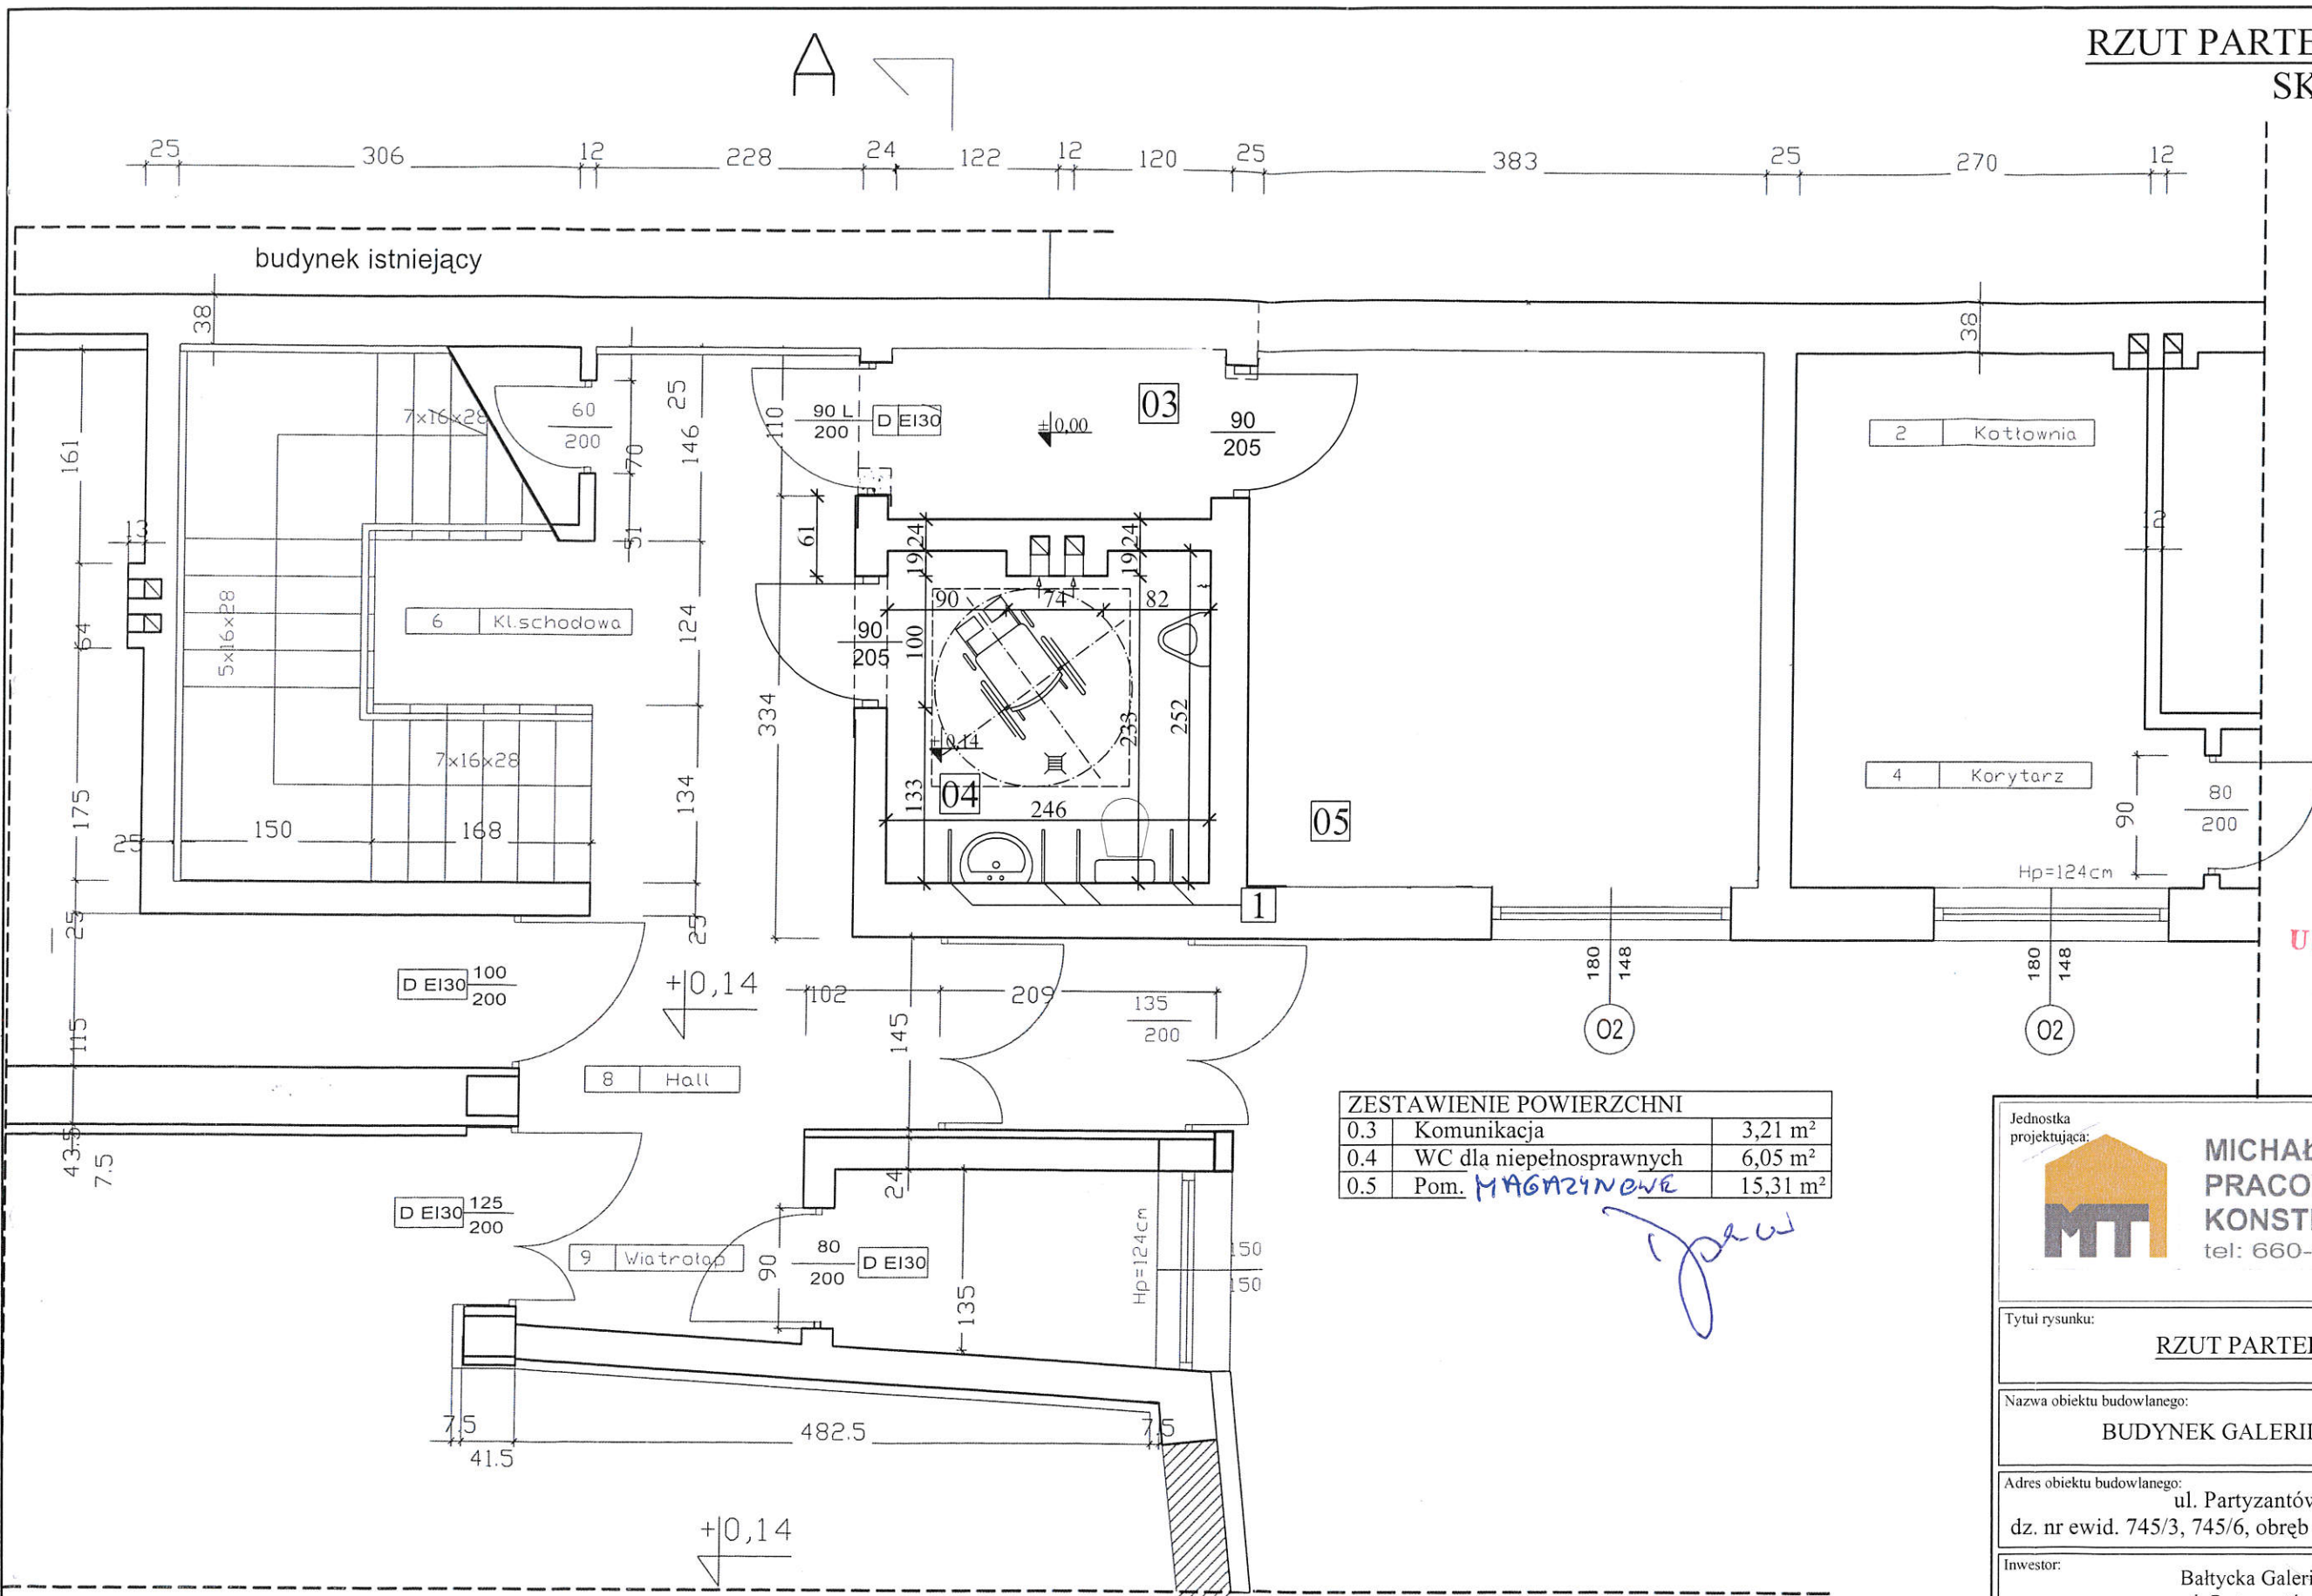 RZUT PARTE
SK
A
25 306 12 228 24 122 12 120 25 383 25 270 12
budynek istniejący
38
38
161
7x16x28
60
200
70
25
146
110
90 L
200
D EI30
±0,00
03
90
205
2 Kotłownia
13
51
61
24
19
24
19
12
64
5x16x28
6 Kl.schodowa
124
90 74 82
90
205
100
334
233
252
±0,14
7x16x28
134
133
04
246
4 Korytarz
80
200
90
175
25
150 168
05
Hp=124cm
1
25
25
U
D EI30 100
200
+0,14
102 209
135
200
145
180
148
180
148
O2
O2
115
8 Hall
43.5
7.5
ZESTAWIENIE POWIERZCHNI
0.3 Komunikacja 3,21 m²
0.4 WC dla niepełnosprawnych 6,05 m²
0.5 Pom. MAGAZYNOWE 15,31 m²
24
D EI30 125
200
9 Wiatrołap
90
80
200
D EI30
135
Hp=124cm
150
150
7.5
41.5
482.5
7.5
+0,14
Jednostka
projektująca:
MTI
MICHAŁ
PRACO
KONSTR
tel: 660-
Tytuł rysunku:
RZUT PARTER
Nazwa obiektu budowlanego:
BUDYNEK GALERII
Adres obiektu budowlanego:
ul. Partyzantów
dz. nr ewid. 745/3, 745/6, obręb
Inwestor:
Bałtycka Galeri